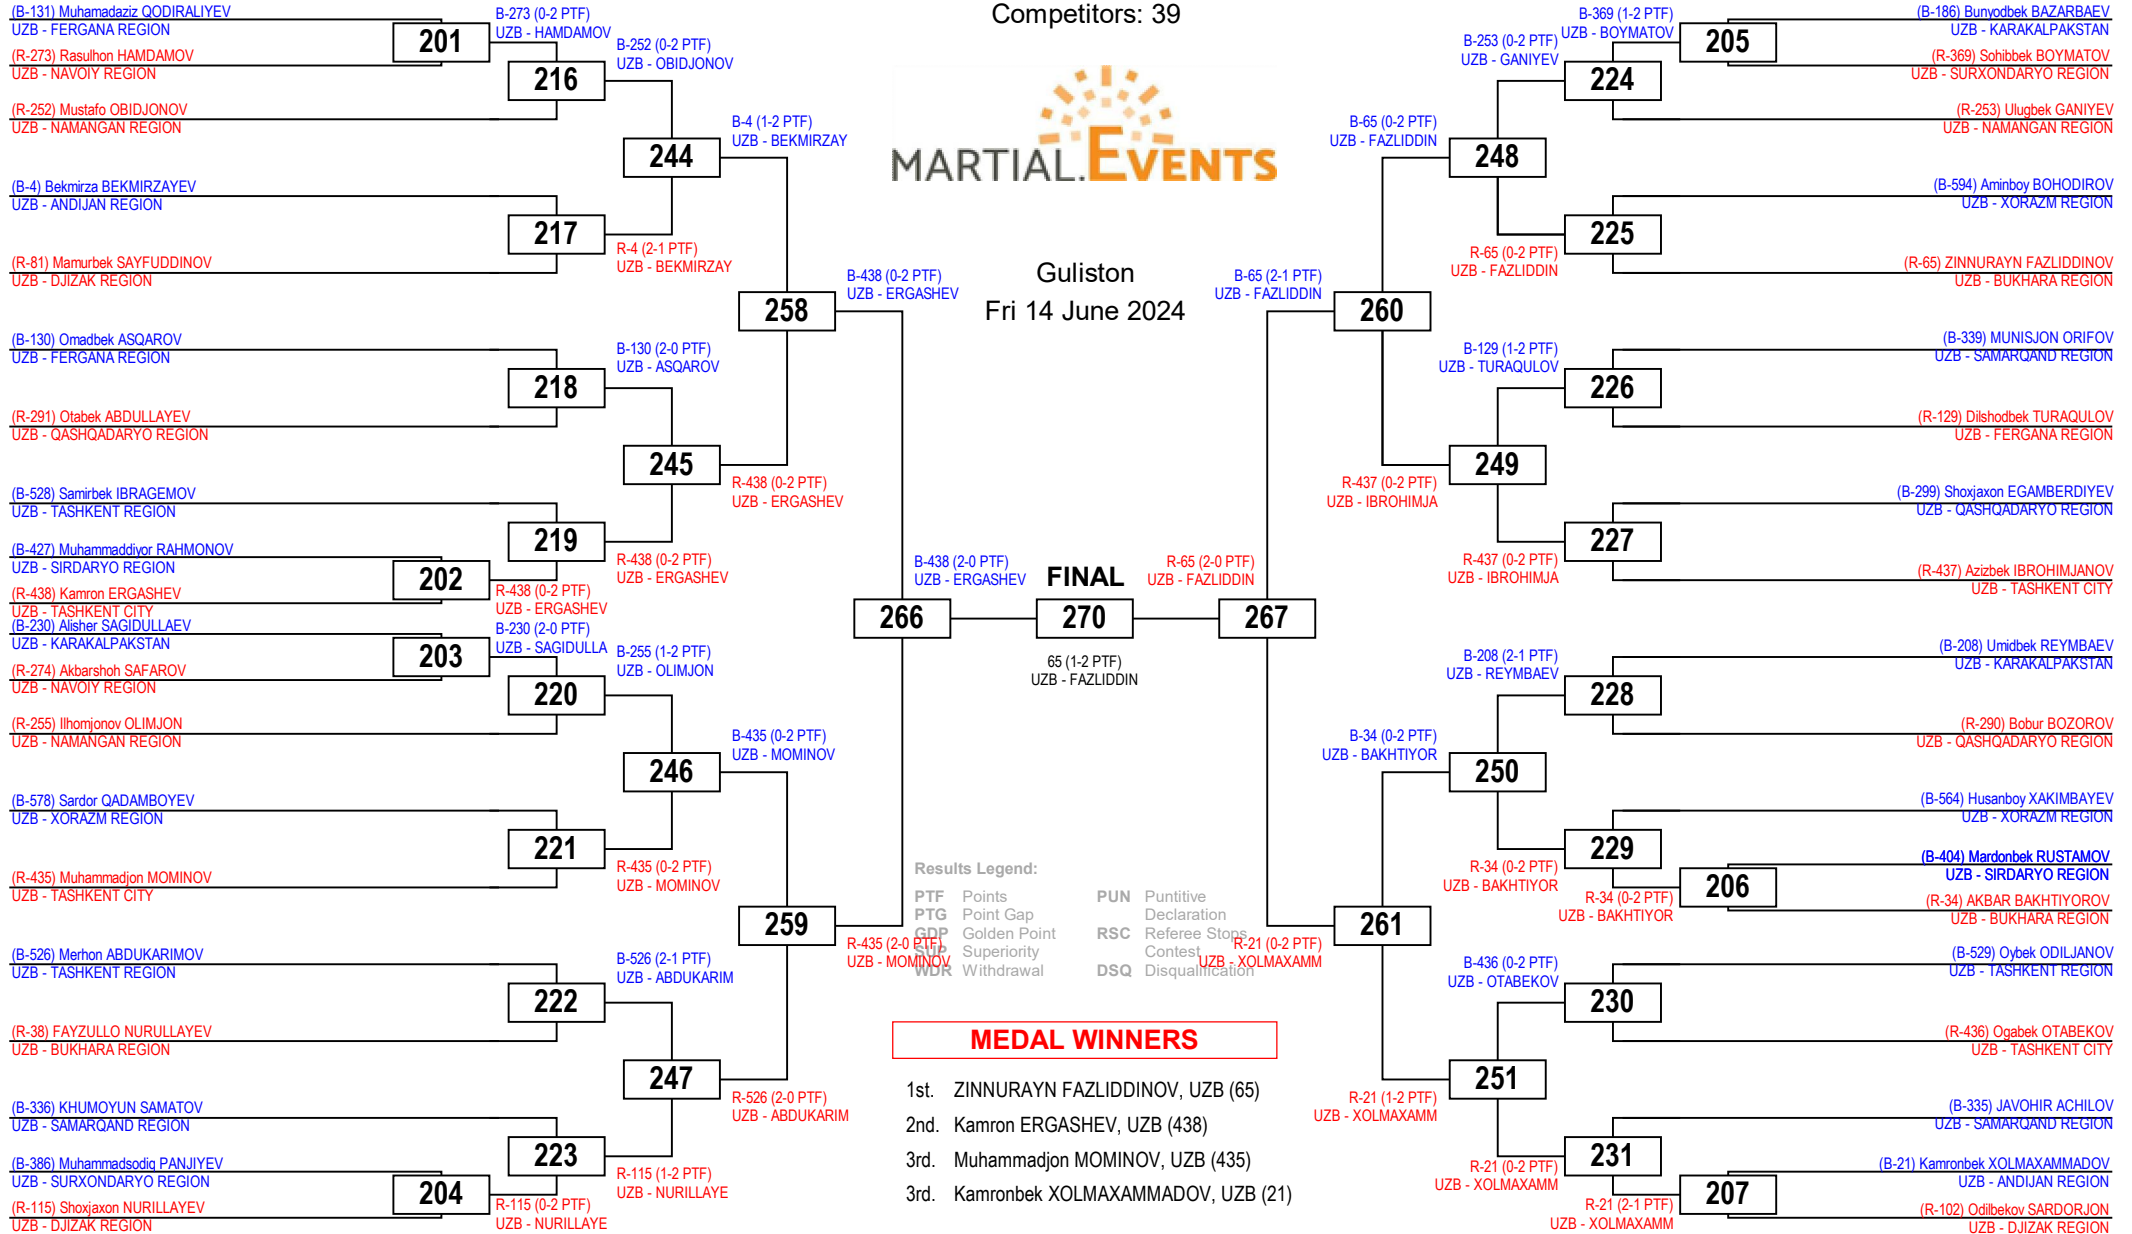 Competitors: 39
MARTIAL.EVENTS
Guliston
Fri 14 June 2024
(B-131) Muhamadaziz QODIRALIYEV
UZB - FERGANA REGION
(R-273) Rasulhon HAMDAMOV
UZB - NAVOIY REGION
(R-252) Mustafo OBIDJONOV
UZB - NAMANGAN REGION
(B-4) Bekmirza BEKMIRZAYEV
UZB - ANDIJAN REGION
(R-81) Mamurbek SAYFUDDINOV
UZB - DJIZAK REGION
(B-130) Omadbek ASQAROV
UZB - FERGANA REGION
(R-291) Otabek ABDULLAYEV
UZB - QASHQADARYO REGION
(B-528) Samirbek IBRAGEMOV
UZB - TASHKENT REGION
(B-427) Muhammaddiyor RAHMONOV
UZB - SIRDARYO REGION
(R-438) Kamron ERGASHEV
UZB - TASHKENT CITY
(B-230) Alisher SAGIDULLAEV
UZB - KARAKALPAKSTAN
(R-274) Akbarshoh SAFAROV
UZB - NAVOIY REGION
(R-255) Ilhomjonov OLIMJON
UZB - NAMANGAN REGION
(B-578) Sardor QADAMBOYEV
UZB - XORAZM REGION
(R-435) Muhammadjon MOMINOV
UZB - TASHKENT CITY
(B-526) Merhon ABDUKARIMOV
UZB - TASHKENT REGION
(R-38) FAYZULLO NURULLAYEV
UZB - BUKHARA REGION
(B-336) KHUMOYUN SAMATOV
UZB - SAMARQAND REGION
(B-386) Muhammadsodiq PANJIYEV
UZB - SURXONDARYO REGION
(R-115) Shoxjaxon NURILLAYEV
UZB - DJIZAK REGION
201
202
203
204
B-273 (0-2 PTF)
UZB - HAMDAMOV
R-438 (0-2 PTF)
UZB - ERGASHEV
B-230 (2-0 PTF)
UZB - SAGIDULLA
R-115 (0-2 PTF)
UZB - NURILLAYE
216
217
218
219
220
221
222
223
B-252 (0-2 PTF)
UZB - OBIDJONOV
R-4 (2-1 PTF)
UZB - BEKMIRZAY
B-130 (2-0 PTF)
UZB - ASQAROV
R-438 (0-2 PTF)
UZB - ERGASHEV
B-255 (1-2 PTF)
UZB - OLIMJON
R-435 (0-2 PTF)
UZB - MOMINOV
B-526 (2-1 PTF)
UZB - ABDUKARIM
R-115 (1-2 PTF)
UZB - NURILLAYE
244
245
246
247
B-4 (1-2 PTF)
UZB - BEKMIRZAY
R-438 (0-2 PTF)
UZB - ERGASHEV
B-435 (0-2 PTF)
UZB - MOMINOV
R-526 (2-0 PTF)
UZB - ABDUKARIM
258
259
B-438 (0-2 PTF)
UZB - ERGASHEV
R-435 (2-0 PTF)
UZB - MOMINOV
266
B-438 (2-0 PTF)
UZB - ERGASHEV
FINAL
270
65 (1-2 PTF)
UZB - FAZLIDDIN
R-65 (2-0 PTF)
UZB - FAZLIDDIN
267
B-65 (2-1 PTF)
UZB - FAZLIDDIN
R-21 (0-2 PTF)
UZB - XOLMAXAMM
260
261
B-65 (0-2 PTF)
UZB - FAZLIDDIN
R-437 (0-2 PTF)
UZB - IBROHIMJA
B-34 (0-2 PTF)
UZB - BAKHTIYOR
R-21 (1-2 PTF)
UZB - XOLMAXAMM
248
249
250
251
B-253 (0-2 PTF)
UZB - GANIYEV
R-65 (0-2 PTF)
UZB - FAZLIDDIN
B-129 (1-2 PTF)
UZB - TURAQULOV
R-437 (0-2 PTF)
UZB - IBROHIMJA
B-208 (2-1 PTF)
UZB - REYMBAEV
R-34 (0-2 PTF)
UZB - BAKHTIYOR
B-436 (0-2 PTF)
UZB - OTABEKOV
R-21 (0-2 PTF)
UZB - XOLMAXAMM
224
225
226
227
228
229
230
231
B-369 (1-2 PTF)
UZB - BOYMATOV
R-34 (0-2 PTF)
UZB - BAKHTIYOR
R-21 (2-1 PTF)
UZB - XOLMAXAMM
205
206
207
(B-186) Bunyodbek BAZARBAEV
UZB - KARAKALPAKSTAN
(R-369) Sohibbek BOYMATOV
UZB - SURXONDARYO REGION
(R-253) Ulugbek GANIYEV
UZB - NAMANGAN REGION
(B-594) Aminboy BOHODIROV
UZB - XORAZM REGION
(R-65) ZINNURAYN FAZLIDDINOV
UZB - BUKHARA REGION
(B-339) MUNISJON ORIFOV
UZB - SAMARQAND REGION
(R-129) Dilshodbek TURAQULOV
UZB - FERGANA REGION
(B-299) Shoxjaxon EGAMBERDIYEV
UZB - QASHQADARYO REGION
(R-437) Azizbek IBROHIMJANOV
UZB - TASHKENT CITY
(B-208) Umidbek REYMBAEV
UZB - KARAKALPAKSTAN
(R-290) Bobur BOZOROV
UZB - QASHQADARYO REGION
(B-564) Husanboy XAKIMBAYEV
UZB - XORAZM REGION
(B-404) Mardonbek RUSTAMOV
UZB - SIRDARYO REGION
(R-34) AKBAR BAKHTIYOROV
UZB - BUKHARA REGION
(B-529) Oybek ODILJANOV
UZB - TASHKENT REGION
(R-436) Ogabek OTABEKOV
UZB - TASHKENT CITY
(B-335) JAVOHIR ACHILOV
UZB - SAMARQAND REGION
(B-21) Kamronbek XOLMAXAMMADOV
UZB - ANDIJAN REGION
(R-102) Odilbekov SARDORJON
UZB - DJIZAK REGION
Results Legend:
PTF Points
PTG Point Gap
GDP Golden Point
SUP Superiority
WDR Withdrawal
PUN Puntitive
Declaration
RSC Referee Stops
Contest
DSQ Disqualification
MEDAL WINNERS
1st. ZINNURAYN FAZLIDDINOV, UZB (65)
2nd. Kamron ERGASHEV, UZB (438)
3rd. Muhammadjon MOMINOV, UZB (435)
3rd. Kamronbek XOLMAXAMMADOV, UZB (21)